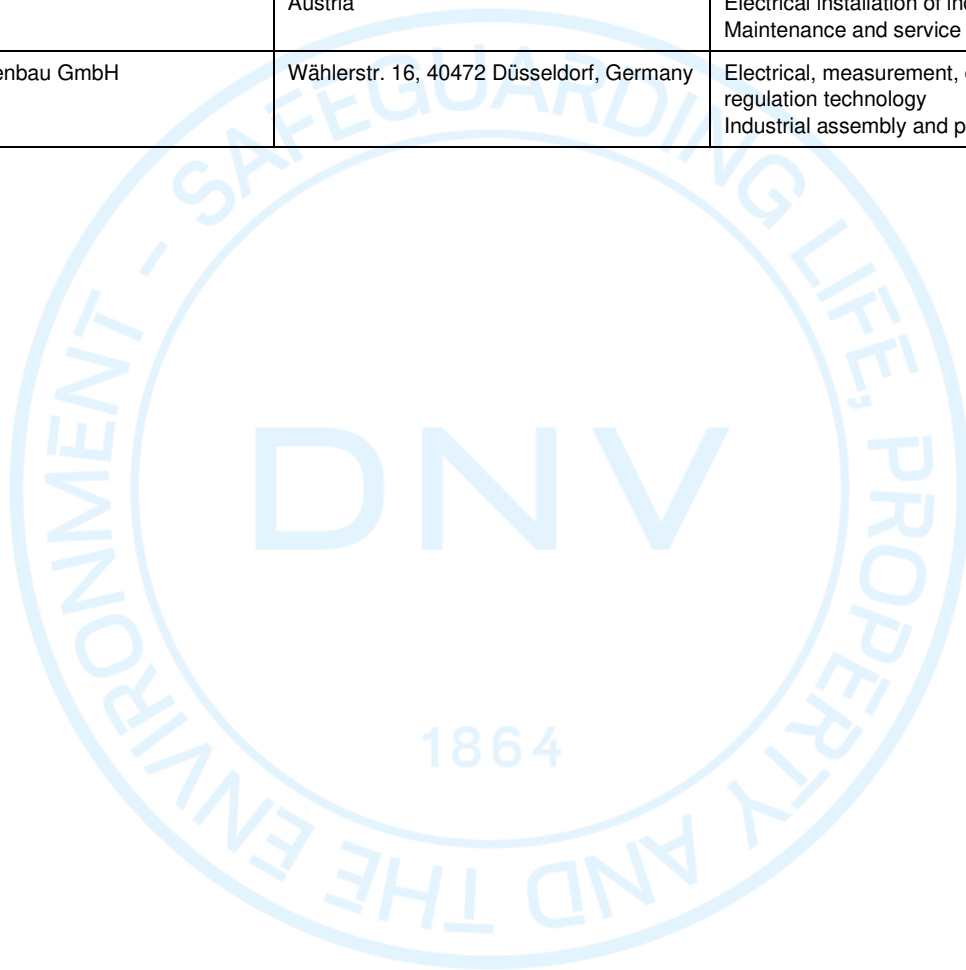 Austria
Electrical installation of in
Maintenance and service
enbau GmbH
Wählerstr. 16, 40472 Düsseldorf, Germany
Electrical, measurement,
regulation technology
Industrial assembly and p
SAFEGUARDING LIFE, PROPERTY AND THE ENVIRONMENT -
DNV
1864